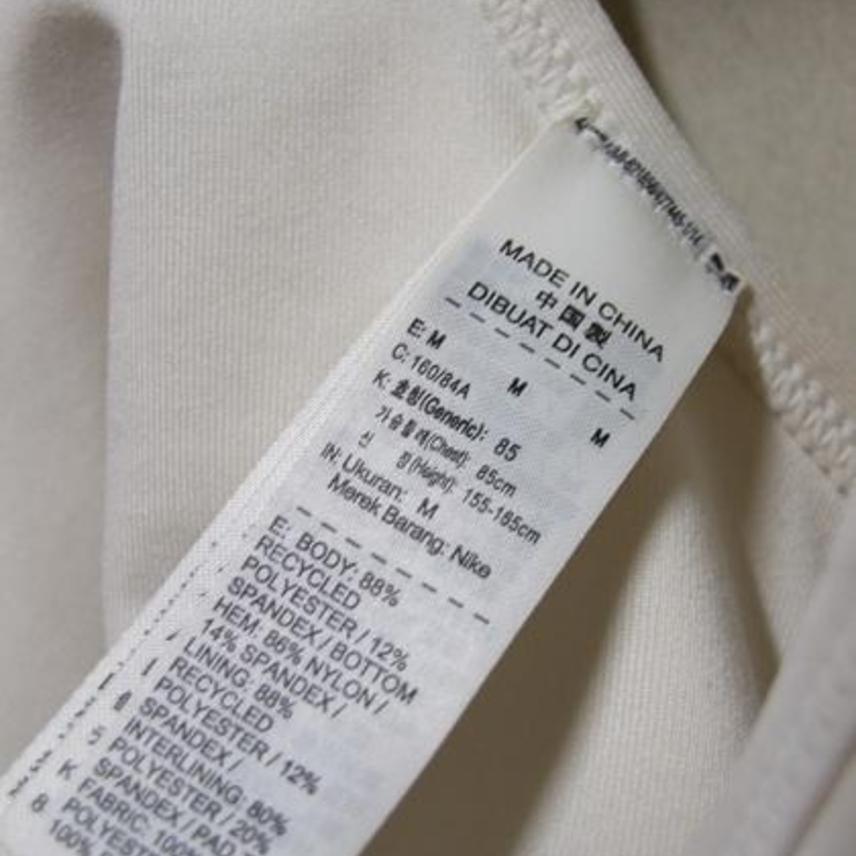 MADE IN CHINA
中国製
DIBUAT DI CINA
E: M
C: 160/84A M M
K: 호칭(Generic): 85
가슴둘레(Chest): 85cm
신 장(Height): 155-165cm
IN: Ukuran: M
Merek Barang: Nike
E: BODY: 88%
RECYCLED
POLYESTER / 12%
SPANDEX / BOTTOM
HEM: 86% NYLON /
14% SPANDEX /
LINING: 88%
RECYCLED
POLYESTER / 12%
SPANDEX /
INTERLINING: 80%
POLYESTER / 20%
SPANDEX / PAD
FABRIC: 100%
100%